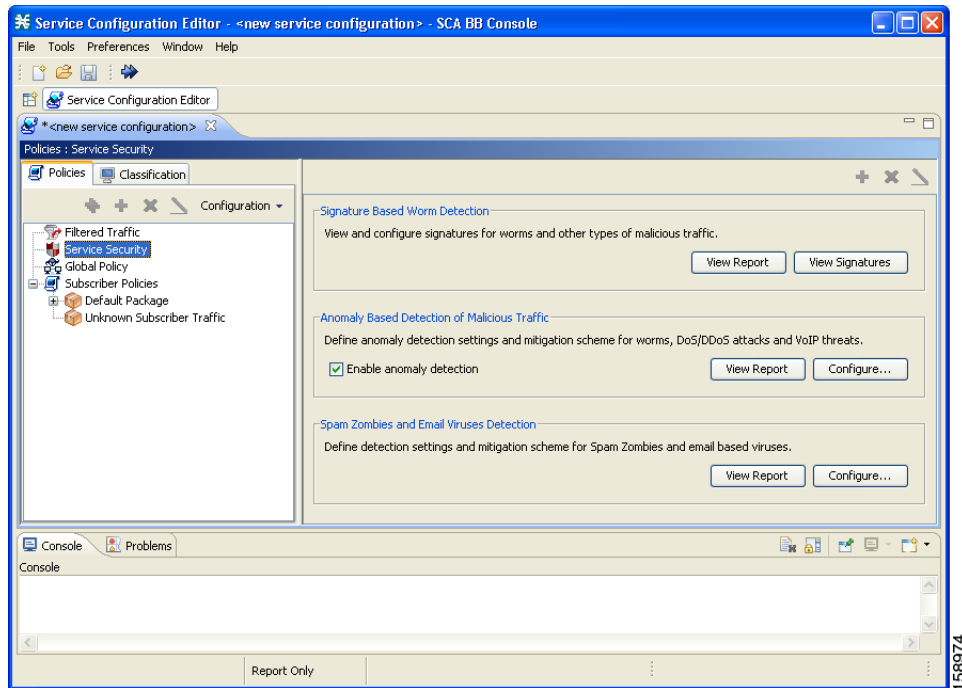 Service Configuration Editor - <new service configuration> - SCA BB Console
File Tools Preferences Window Help
Service Configuration Editor
*<new service configuration>
Policies : Service Security
Policies
Classification
Configuration
Filtered Traffic
Service Security
Global Policy
Subscriber Policies
Default Package
Unknown Subscriber Traffic
Signature Based Worm Detection
View and configure signatures for worms and other types of malicious traffic.
View Report
View Signatures
Anomaly Based Detection of Malicious Traffic
Define anomaly detection settings and mitigation scheme for worms, DoS/DDoS attacks and VoIP threats.
Enable anomaly detection
View Report
Configure...
Spam Zombies and Email Viruses Detection
Define detection settings and mitigation scheme for Spam Zombies and email based viruses.
View Report
Configure...
Console
Problems
Console
Report Only
158974